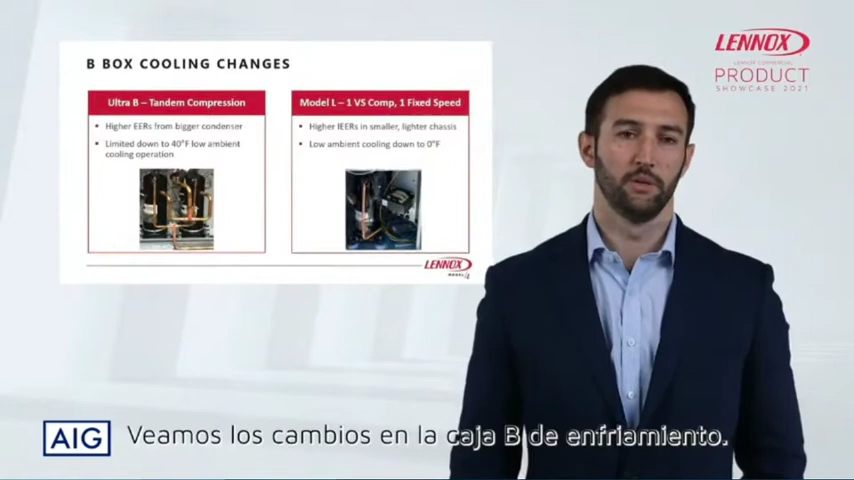 LENNOX
LENNOX COMMERCIAL
PRODUCT
SHOWCASE 2021
B BOX COOLING CHANGES
Ultra B – Tandem Compression
▪ Higher EERs from bigger condenser
▪ Limited down to 40°F low ambient
cooling operation
Model L – 1 VS Comp, 1 Fixed Speed
▪ Higher IEERs in smaller, lighter chassis
▪ Low ambient cooling down to 0°F
LENNOX
MODEL L
AIG
Veamos los cambios en la caja B de enfriamiento.